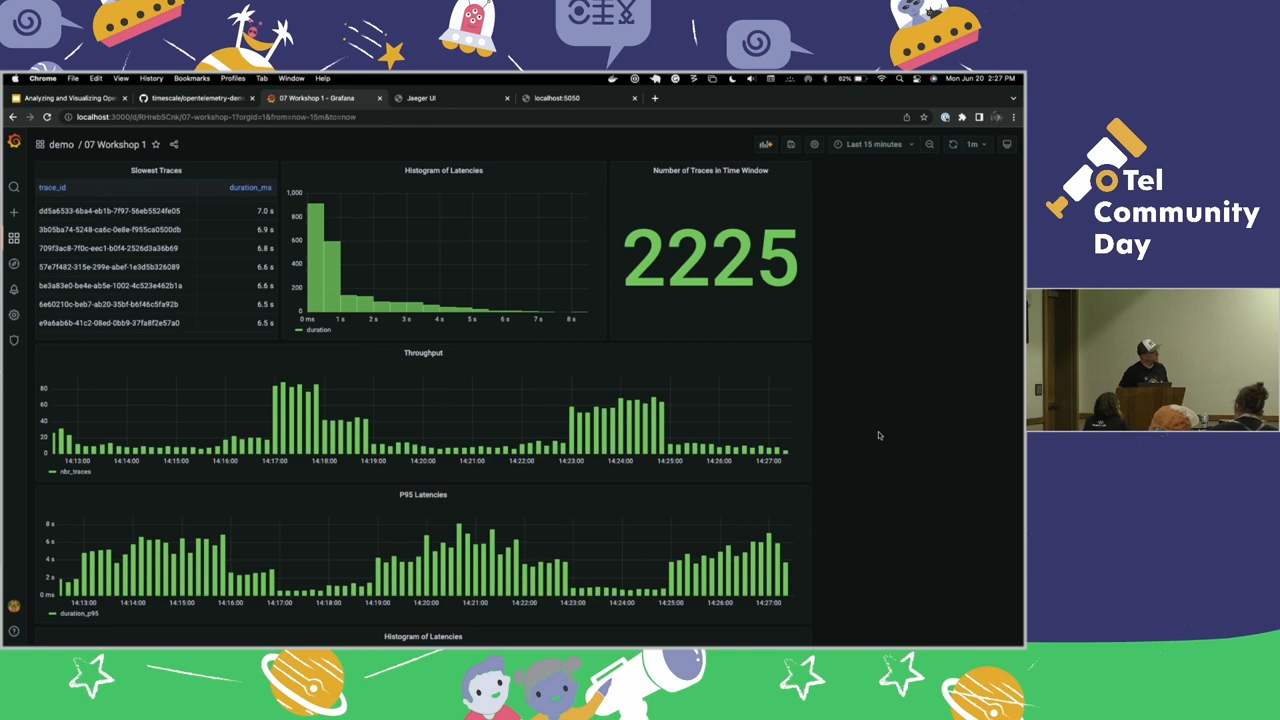 Chrome File Edit View History Bookmarks Profiles Tab Window Help 62% Mon Jun 20 2:27 PM
Analyzing and Visualizing Ope timescale/opentelemetry-dem 07 Workshop 1 - Grafana Jaeger UI localhost:5050
localhost:3000/d/RHrebSCnk/07-workshop-1?orgId=1&from=now-15m&to=now
demo / 07 Workshop 1 Last 15 minutes 1m
Slowest Traces
trace_id duration_ms
dd5a6533-6ba4-eb1b-7f97-56eb5524fe05 7.0 s
3b05ba74-5248-ca6c-0e8e-f955ca0500db 6.9 s
709f3ac8-7f0c-eec1-b0f4-2526d3a36b69 6.8 s
57e7f482-315e-299e-abef-1e3d5b326089 6.6 s
be3a83e0-be4e-ab5e-1002-4c523e462b1a 6.6 s
6e60210c-beb7-ab20-35bf-b6f46c5fa92b 6.5 s
e9a6ab6b-41c2-08ed-0bb9-37fa8f2e57a0 6.5 s
Histogram of Latencies
1,000
800
600
400
200
0
0 ms 1 s 2 s 3 s 4 s 5 s 6 s 7 s 8 s
duration
Number of Traces in Time Window
2225
Throughput
80
60
40
20
0
14:13:00 14:14:00 14:15:00 14:16:00 14:17:00 14:18:00 14:19:00 14:20:00 14:21:00 14:22:00 14:23:00 14:24:00 14:25:00 14:26:00 14:27:00
nbr_traces
P95 Latencies
8 s
6 s
4 s
2 s
0 ms
14:13:00 14:14:00 14:15:00 14:16:00 14:17:00 14:18:00 14:19:00 14:20:00 14:21:00 14:22:00 14:23:00 14:24:00 14:25:00 14:26:00 14:27:00
duration_p95
Histogram of Latencies
OTel
Community
Day